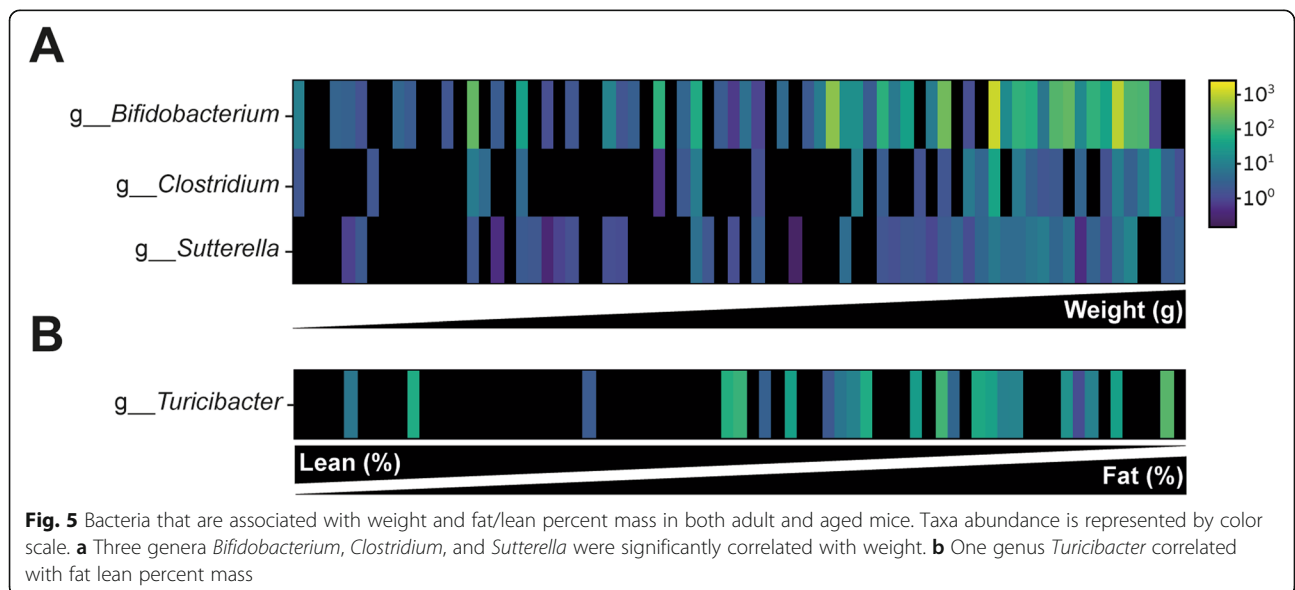 A
g__Bifidobacterium
g__Clostridium
g__Sutterella
10³
10²
10¹
10⁰
Weight (g)
B
g__Turicibacter
Lean (%)
Fat (%)
Fig. 5 Bacteria that are associated with weight and fat/lean percent mass in both adult and aged mice. Taxa abundance is represented by color
scale. a Three genera Bifidobacterium, Clostridium, and Sutterella were significantly correlated with weight. b One genus Turicibacter correlated
with fat lean percent mass